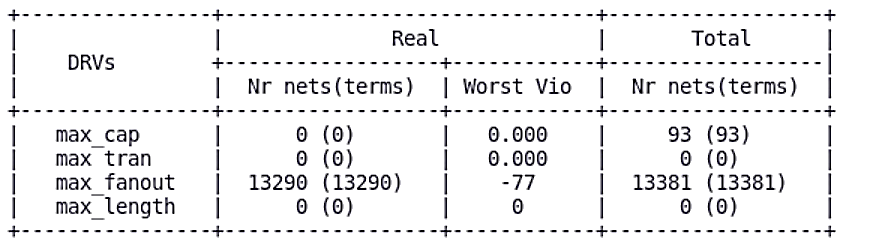 Real Total
DRVs
Nr nets(terms) Worst Vio Nr nets(terms)
max_cap 0 (0) 0.000 93 (93)
max_tran 0 (0) 0.000 0 (0)
max_fanout 13290 (13290) -77 13381 (13381)
max_length 0 (0) 0 0 (0)